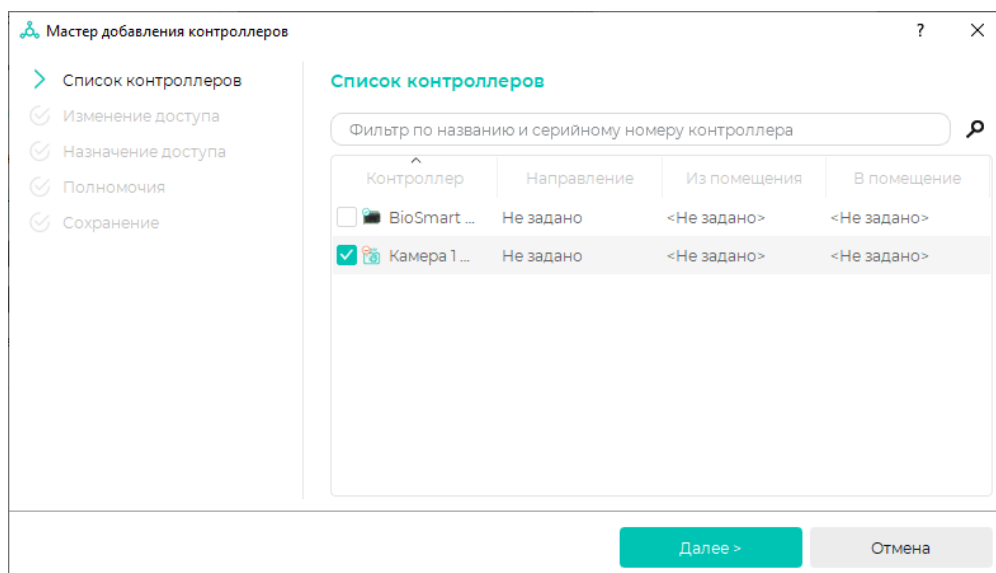 Мастер добавления контроллеров ? ×
Список контроллеров
Изменение доступа
Назначение доступа
Полномочия
Сохранение
Список контроллеров
Фильтр по названию и серийному номеру контроллера
Контроллер Направление Из помещения В помещение
BioSmart ... Не задано <Не задано> <Не задано>
Камера 1 ... Не задано <Не задано> <Не задано>
Далее > Отмена